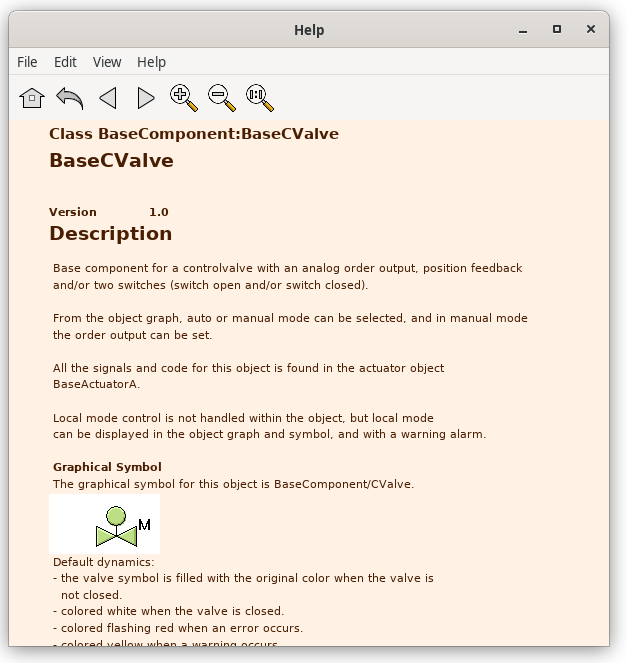 Help
File Edit View Help
Class BaseComponent:BaseCValve
BaseCValve
Version 1.0
Description
Base component for a controlvalve with an analog order output, position feedback
and/or two switches (switch open and/or switch closed).
From the object graph, auto or manual mode can be selected, and in manual mode
the order output can be set.
All the signals and code for this object is found in the actuator object
BaseActuatorA.
Local mode control is not handled within the object, but local mode
can be displayed in the object graph and symbol, and with a warning alarm.
Graphical Symbol
The graphical symbol for this object is BaseComponent/CValve.
M
Default dynamics:
- the valve symbol is filled with the original color when the valve is
not closed.
- colored white when the valve is closed.
- colored flashing red when an error occurs.
- colored yellow when a warning occurs